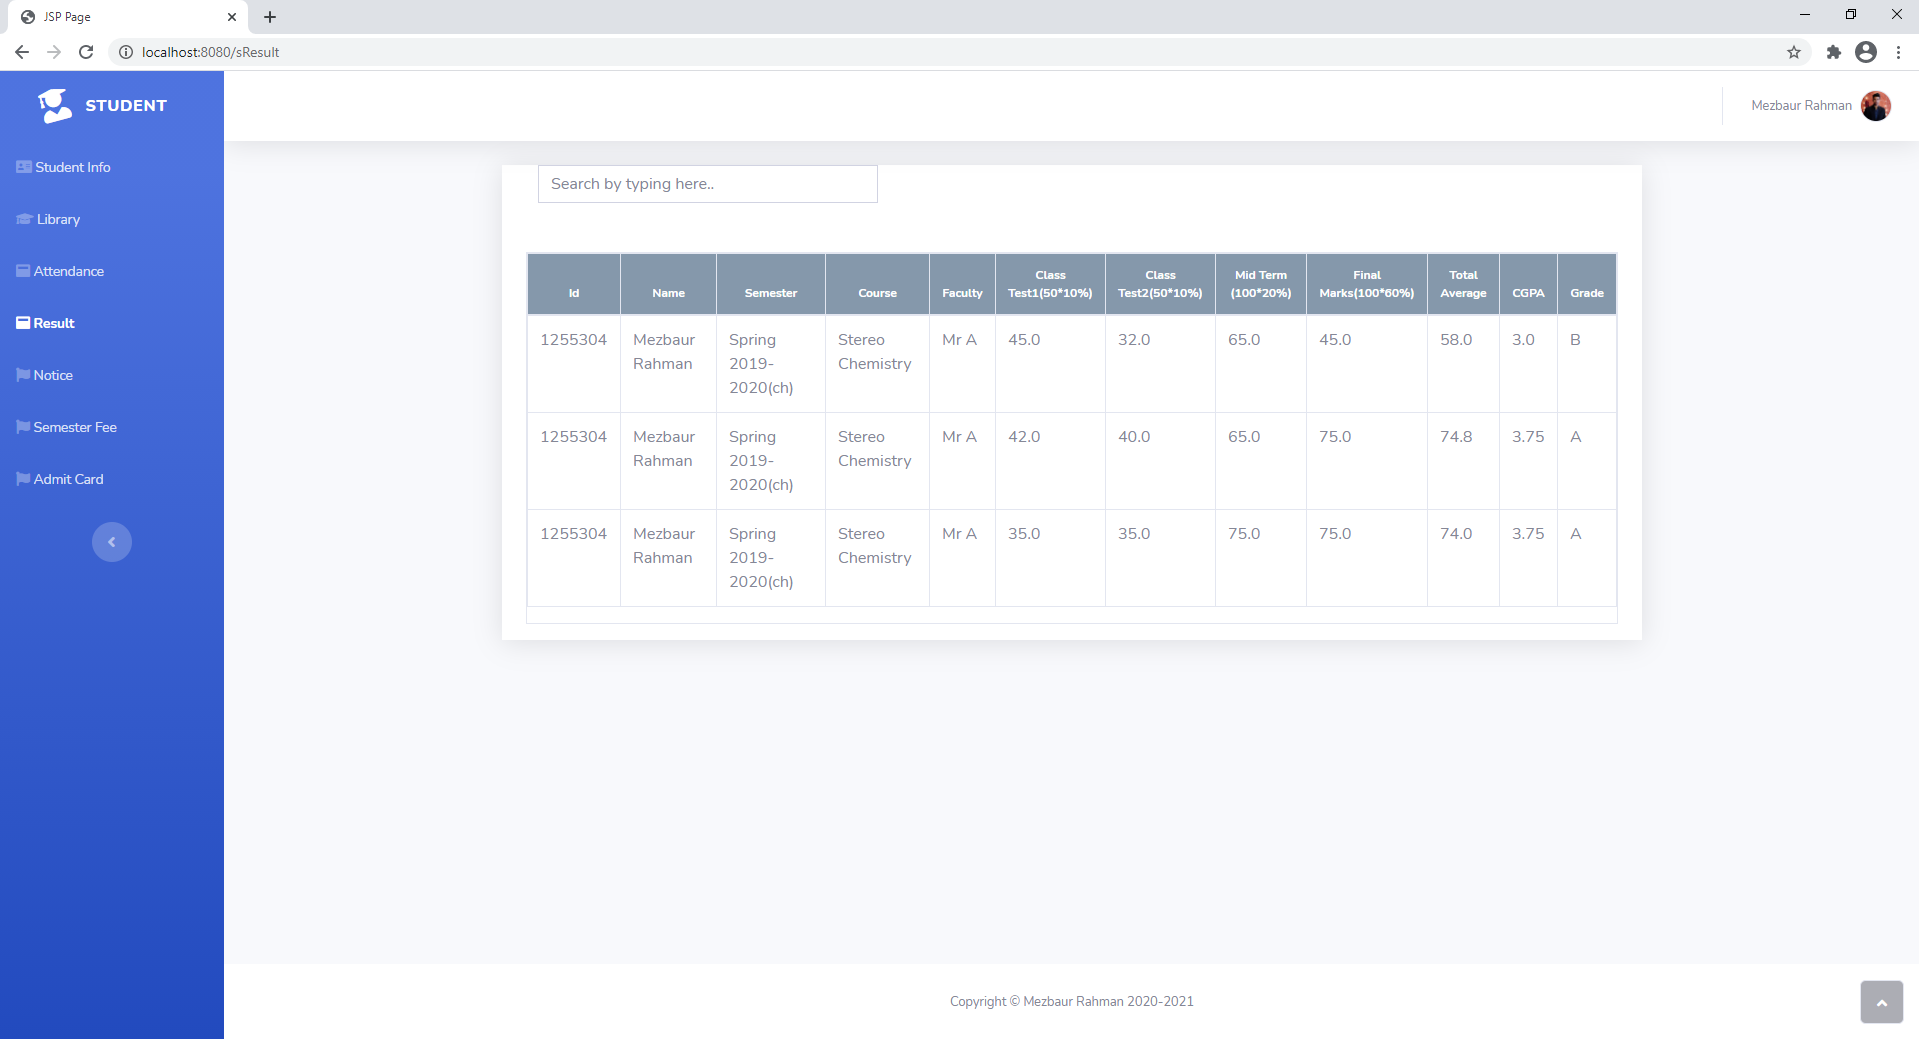 JSP Page
localhost:8080/sResult
STUDENT
Mezbaur Rahman
Student Info
Library
Attendance
Result
Notice
Semester Fee
Admit Card
Search by typing here..
Id Name Semester Course Faculty Class Test1(50*10%) Class Test2(50*10%) Mid Term (100*20%) Final Marks(100*60%) Total Average CGPA Grade
1255304 Mezbaur Rahman Spring 2019-2020(ch) Stereo Chemistry Mr A 45.0 32.0 65.0 45.0 58.0 3.0 B
1255304 Mezbaur Rahman Spring 2019-2020(ch) Stereo Chemistry Mr A 42.0 40.0 65.0 75.0 74.8 3.75 A
1255304 Mezbaur Rahman Spring 2019-2020(ch) Stereo Chemistry Mr A 35.0 35.0 75.0 75.0 74.0 3.75 A
Copyright © Mezbaur Rahman 2020-2021